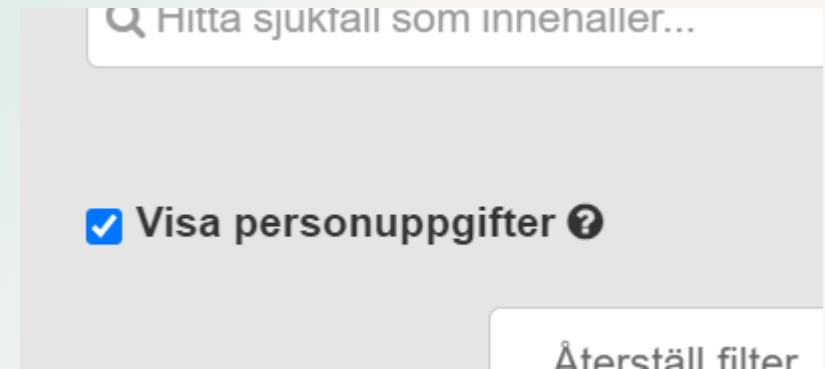 Hitta sjukfall som innehåller...
Visa personuppgifter
Återställ filter